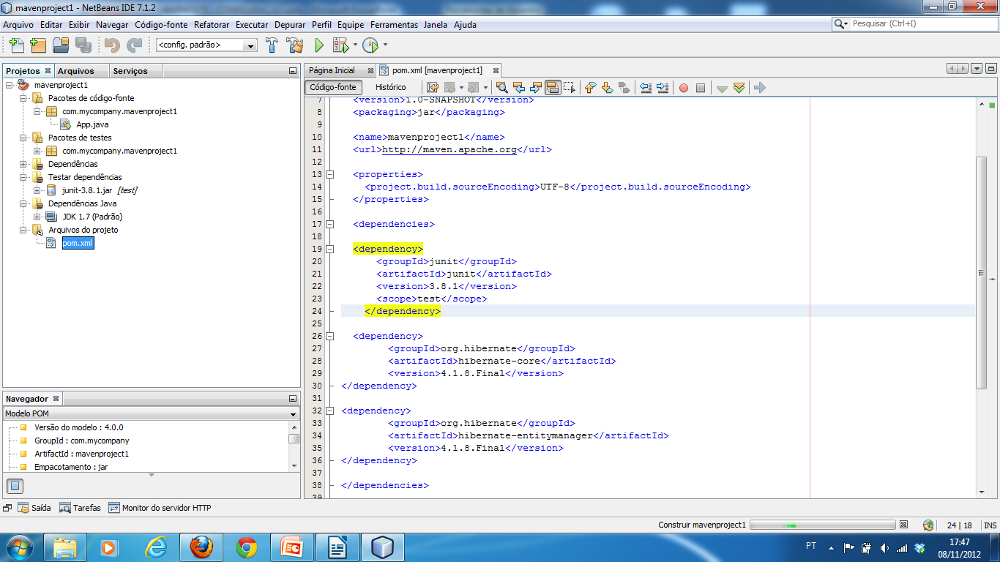 mavenproject1 - NetBeans IDE 7.1.2
Arquivo Editar Exibir Navegar Código-fonte Refatorar Executar Depurar Perfil Equipe Ferramentas Janela Ajuda
Pesquisar (Ctrl+I)
<config. padrão>
Projetos Arquivos Serviços
mavenproject1
Pacotes de código-fonte
com.mycompany.mavenproject1
App.java
Pacotes de testes
com.mycompany.mavenproject1
Dependências
Testar dependências
junit-3.8.1.jar [test]
Dependências Java
JDK 1.7 (Padrão)
Arquivos do projeto
pom.xml
Navegador
Modelo POM
Versão do modelo : 4.0.0
GroupId : com.mycompany
ArtifactId : mavenproject1
Empacotamento : jar
Página Inicial pom.xml [mavenproject1]
Código-fonte Histórico
7 <version>1.0-SNAPSHOT</version>
8 <packaging>jar</packaging>
9
10 <name>mavenproject1</name>
11 <url>http://maven.apache.org</url>
12
13 <properties>
14 <project.build.sourceEncoding>UTF-8</project.build.sourceEncoding>
15 </properties>
16
17 <dependencies>
18
19 <dependency>
20 <groupId>junit</groupId>
21 <artifactId>junit</artifactId>
22 <version>3.8.1</version>
23 <scope>test</scope>
24 </dependency>
25
26 <dependency>
27 <groupId>org.hibernate</groupId>
28 <artifactId>hibernate-core</artifactId>
29 <version>4.1.8.Final</version>
30 </dependency>
31
32 <dependency>
33 <groupId>org.hibernate</groupId>
34 <artifactId>hibernate-entitymanager</artifactId>
35 <version>4.1.8.Final</version>
36 </dependency>
37
38 </dependencies>
39
Saída Tarefas Monitor do servidor HTTP
Construir mavenproject1
24 | 18 INS
PT
17:47
08/11/2012